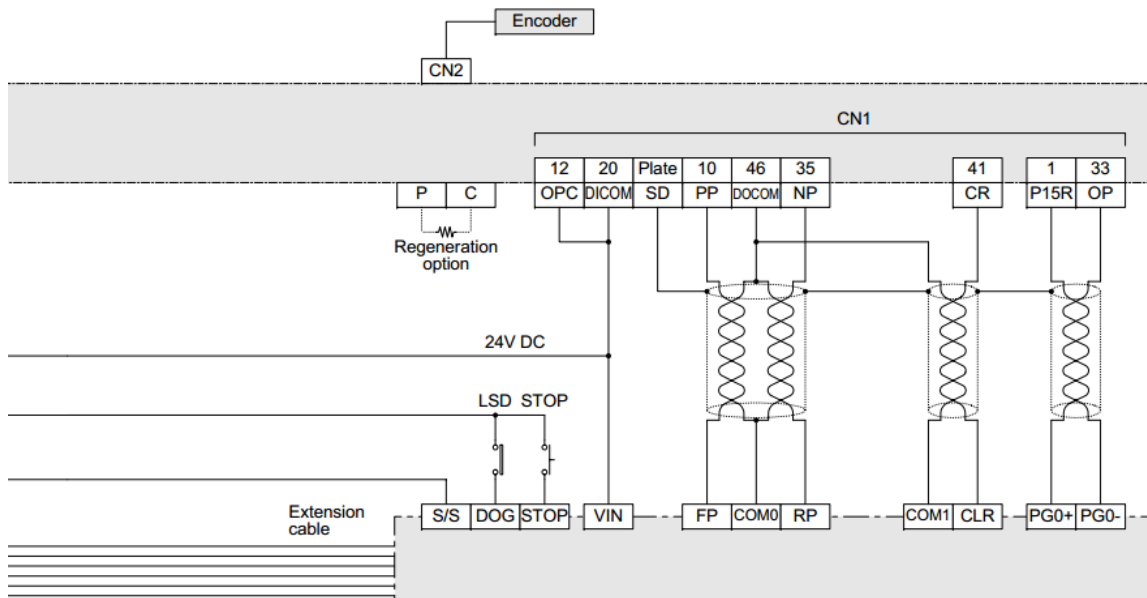 Encoder
CN2
CN1
12 20 Plate 10 46 35 41 1 33
P C OPC DICOM SD PP DOCOM NP CR P15R OP
Regeneration
option
24V DC
LSD STOP
Extension
cable
S/S DOG STOP VIN FP COM0 RP COM1 CLR PG0+ PG0-